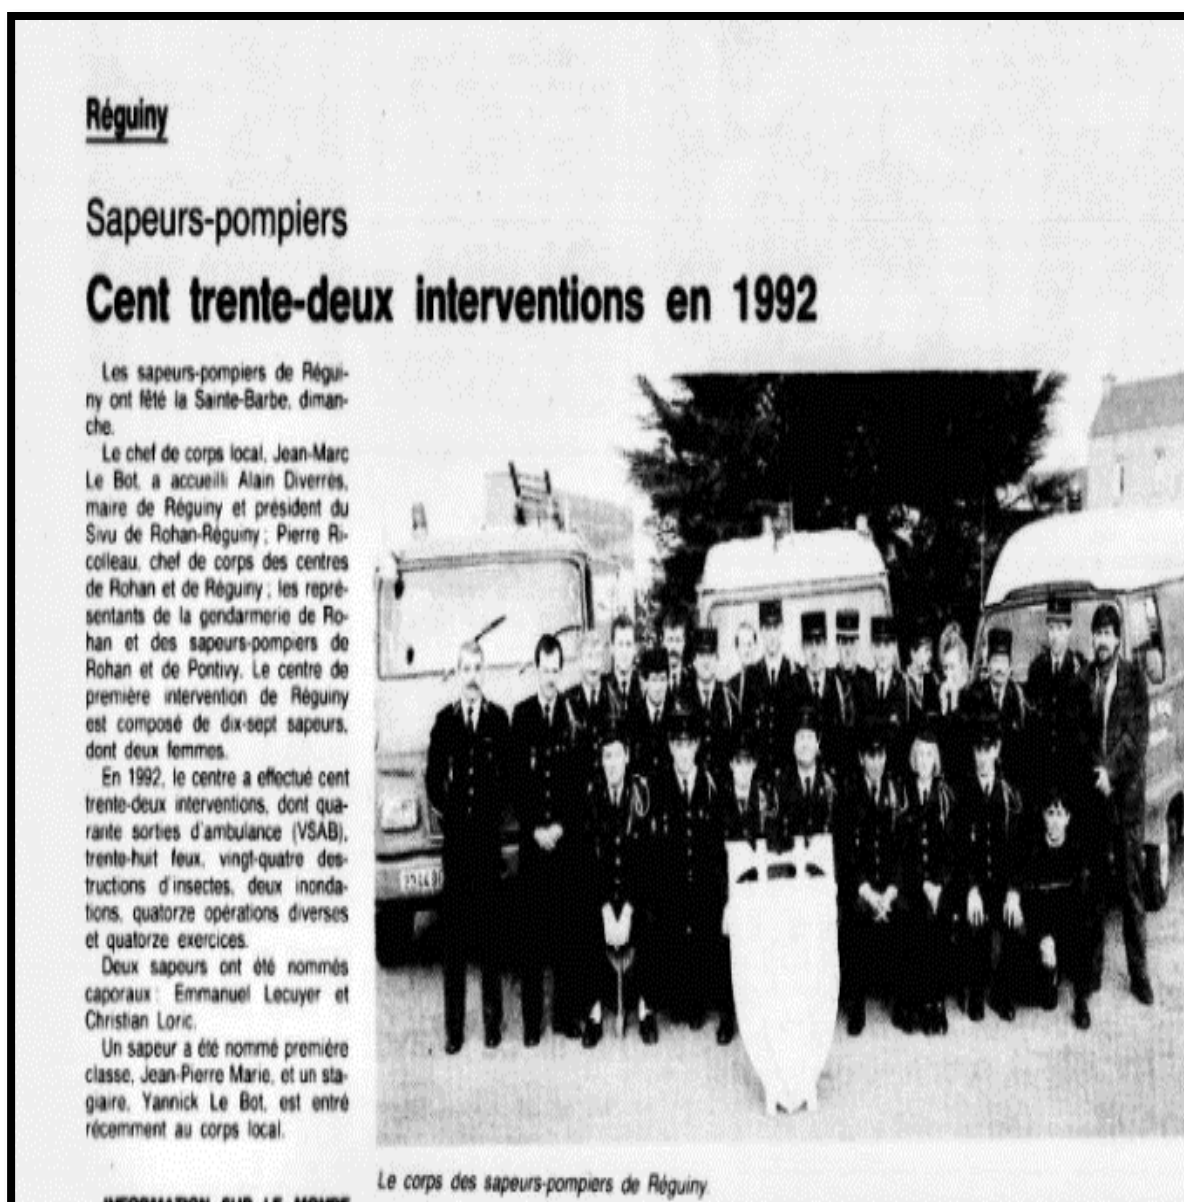 Réguiny
Sapeurs-pompiers
Cent trente-deux interventions en 1992
Les sapeurs-pompiers de Régui-
ny ont fêté la Sainte-Barbe, diman-
che.
Le chef de corps local, Jean-Marc
Le Bot, a accueilli Alain Diverrès,
maire de Réguiny et président du
Sivu de Rohan-Réguiny ; Pierre Ri-
colleau, chef de corps des centres
de Rohan et de Réguiny ; les repré-
sentants de la gendarmerie de Ro-
han et des sapeurs-pompiers de
Rohan et de Pontivy. Le centre de
première intervention de Réguiny
est composé de dix-sept sapeurs,
dont deux femmes.
En 1992, le centre a effectué cent
trente-deux interventions, dont qua-
rante sorties d'ambulance (VSAB),
trente-huit feux, vingt-quatre des-
tructions d'insectes, deux inonda-
tions, quatorze opérations diverses
et quatorze exercices.
Deux sapeurs ont été nommés
caporaux : Emmanuel Lecuyer et
Christian Loric.
Un sapeur a été nommé première
classe, Jean-Pierre Marie, et un sta-
giaire, Yannick Le Bot, est entré
récemment au corps local.
INFORMATION SUR LE MONDE
Le corps des sapeurs-pompiers de Réguiny.